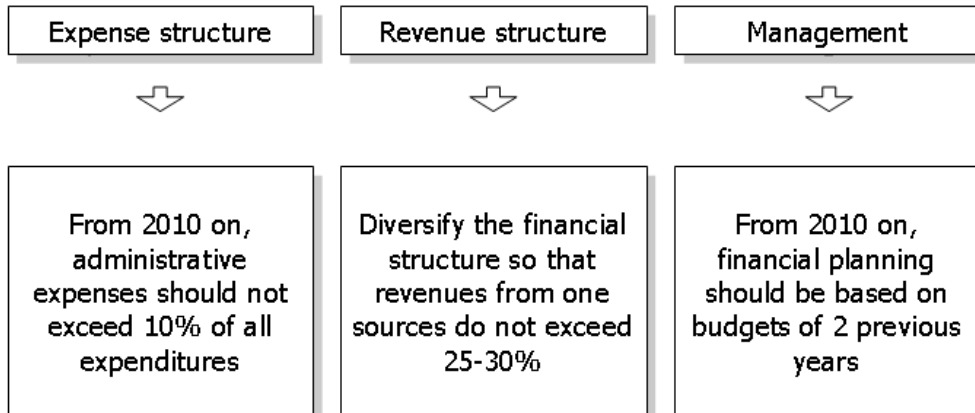 Expense structure
Revenue structure
Management
From 2010 on,
administrative
expenses should not
exceed 10% of all
expenditures
Diversify the financial
structure so that
revenues from one
sources do not exceed
25-30%
From 2010 on,
financial planning
should be based on
budgets of 2 previous
years